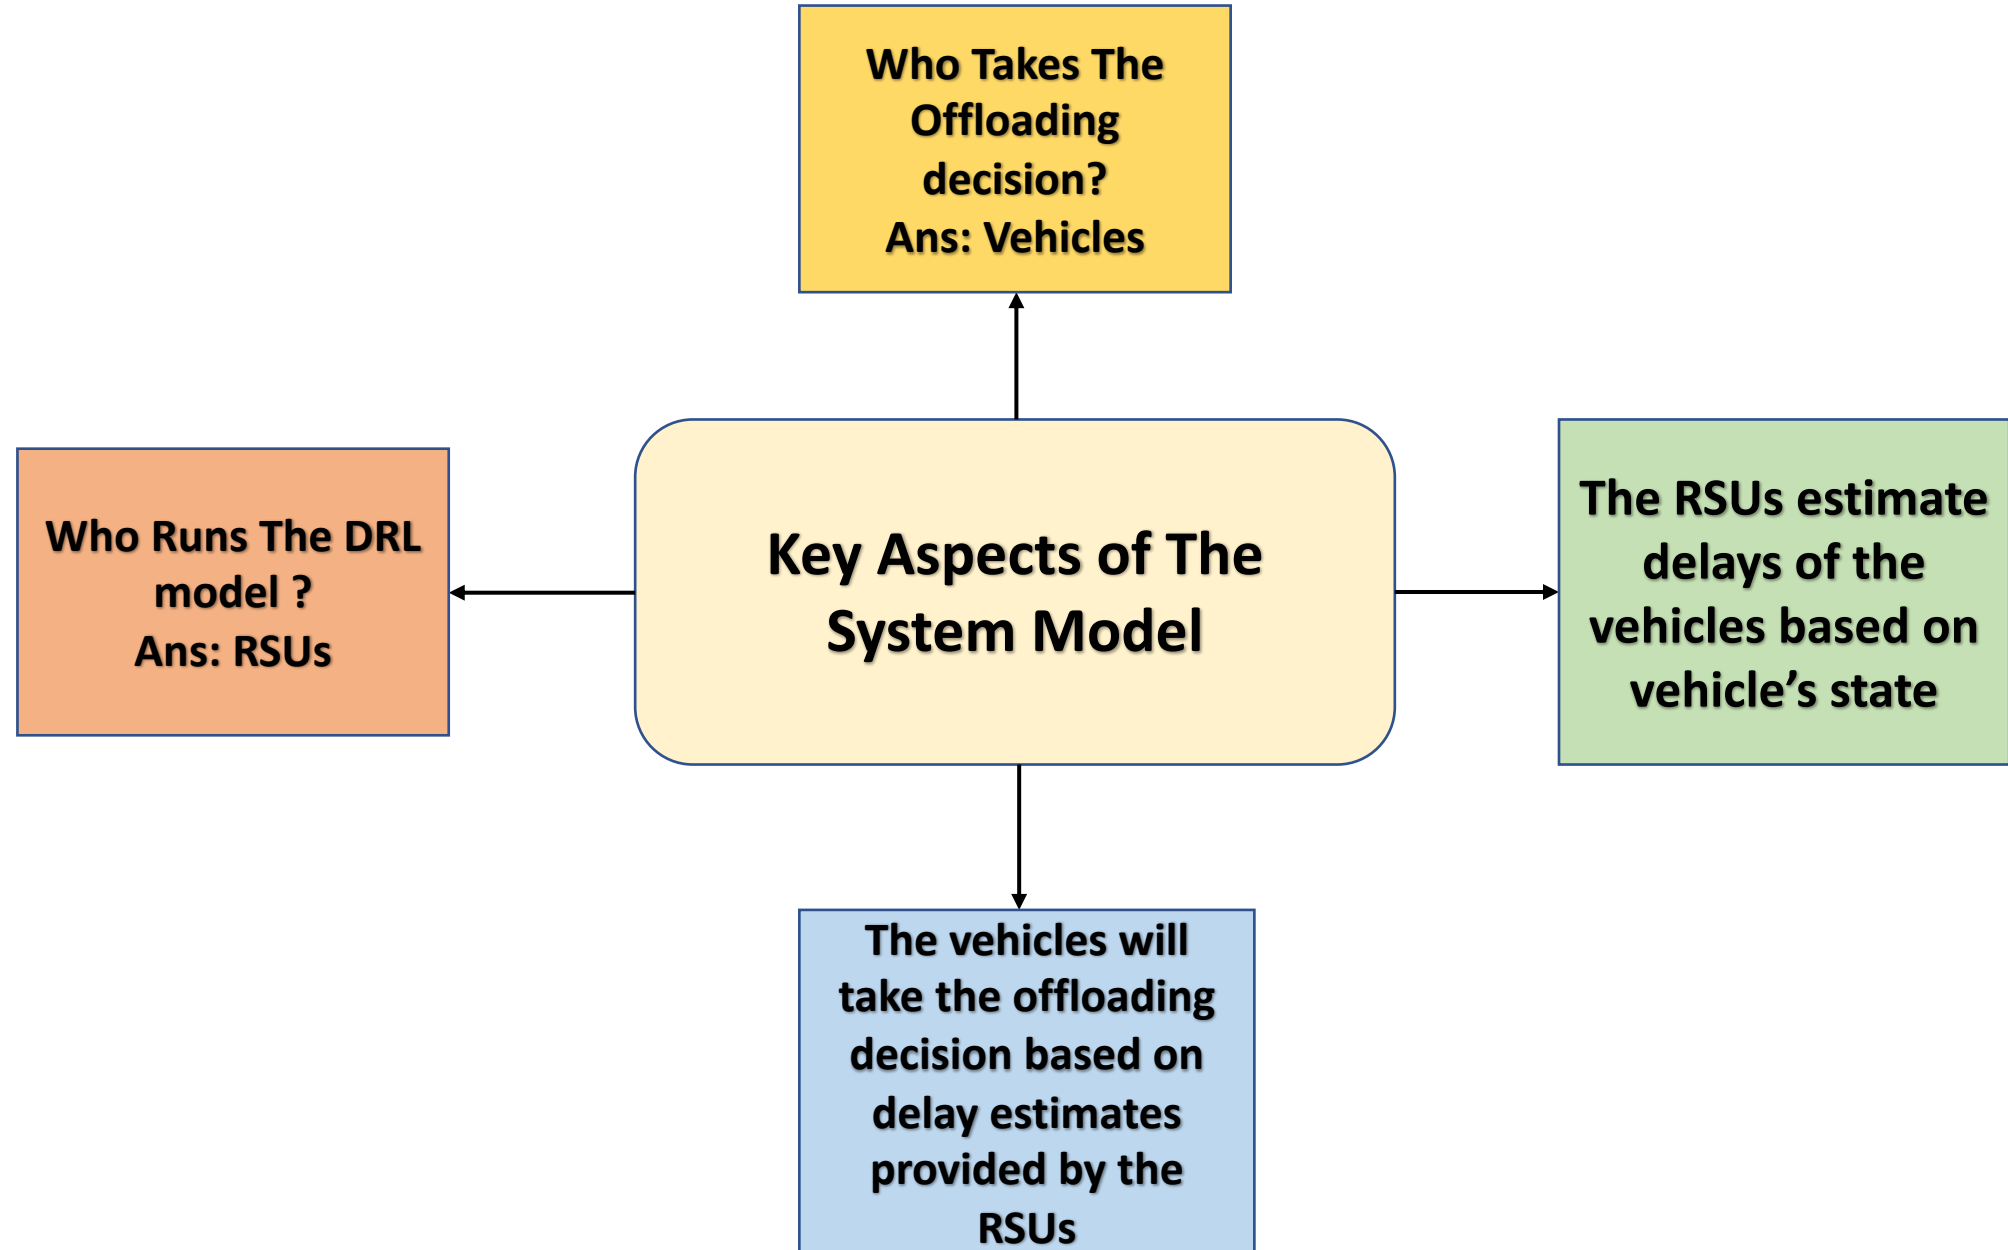 Who Takes The
Offloading
decision?
Ans: Vehicles
Who Runs The DRL
model ?
Ans: RSUs
Key Aspects of The
System Model
The RSUs estimate
delays of the
vehicles based on
vehicle’s state
The vehicles will
take the offloading
decision based on
delay estimates
provided by the
RSUs